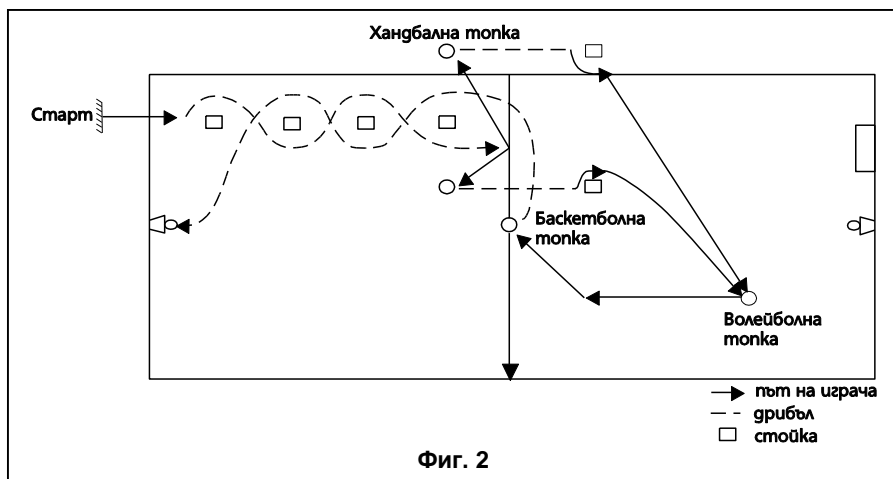 Хандбална топка
Старт
Баскетболна
топка
Волейболна
топка
път на играча
дрибъл
стойка
Фиг. 2